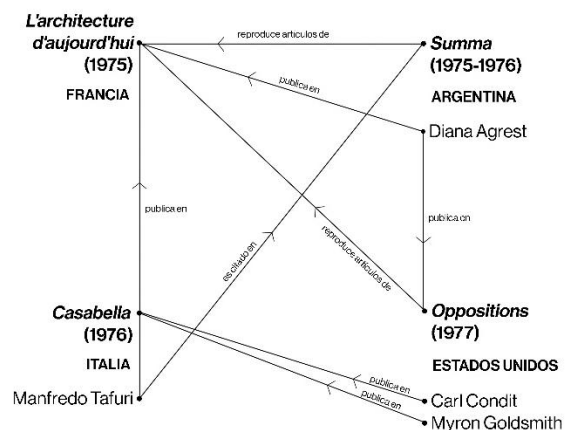 L'architecture
d'aujourd'hui
(1975)
FRANCIA
reproduce artículos de
Summa
(1975-1976)
ARGENTINA
publica en
Diana Agrest
publica en
publica en
es citado en
reproduce artículos de
Casabella
(1976)
ITALIA
Oppositions
(1977)
ESTADOS UNIDOS
Manfredo Tafuri
publica en
Carl Condit
publica en
Myron Goldsmith